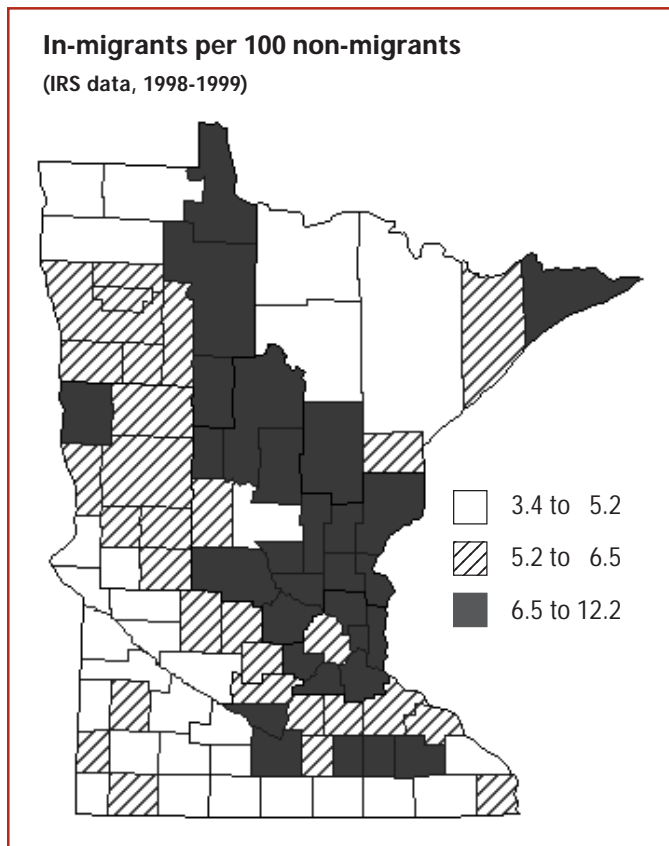 In-migrants per 100 non-migrants
(IRS data, 1998-1999)
3.4 to 5.2
5.2 to 6.5
6.5 to 12.2